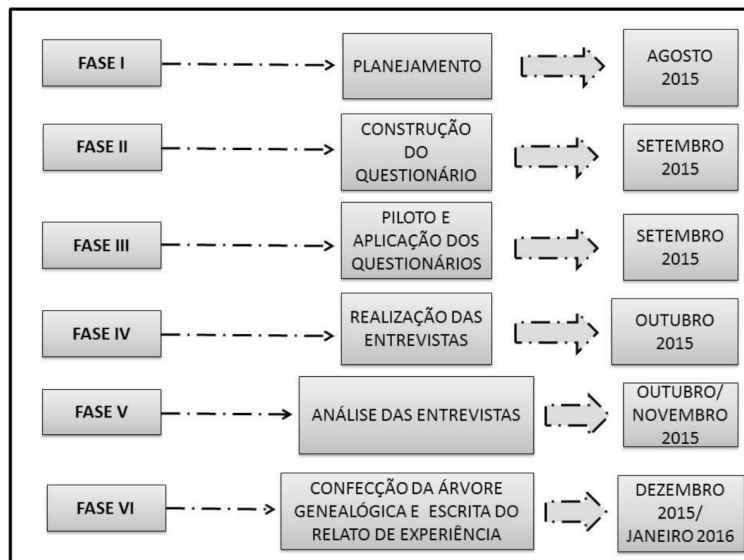 FASE I
PLANEJAMENTO
AGOSTO
2015
FASE II
CONSTRUÇÃO
DO
QUESTIONÁRIO
SETEMBRO
2015
FASE III
PILOTO E
APLICAÇÃO DOS
QUESTIONÁRIOS
SETEMBRO
2015
FASE IV
REALIZAÇÃO DAS
ENTREVISTAS
OUTUBRO
2015
FASE V
ANÁLISE DAS ENTREVISTAS
OUTUBRO/
NOVEMBRO
2015
FASE VI
CONFECÇÃO DA ÁRVORE
GENEALÓGICA E ESCRITA DO
RELATO DE EXPERIÊNCIA
DEZEMBRO
2015/
JANEIRO 2016